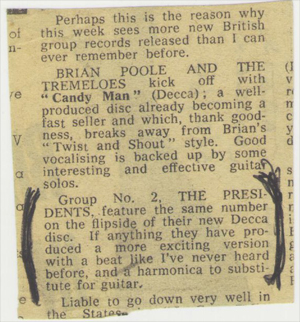 Perhaps this is the reason why
this week sees more new British
group records released than I can
ever remember before.
BRIAN POOLE AND THE
TREMELOES kick off with
"Candy Man" (Decca); a well-
produced disc already becoming a
fast seller and which, thank good-
ness, breaks away from Brian's
"Twist and Shout" style. Good
vocalising is backed up by some
interesting and effective guitar
solos.
Group No. 2, THE PRESI-
DENTS, feature the same number
on the flipside of their new Decca
disc. If anything they have pro-
duced a more exciting version
with a beat like I've never heard
before, and a harmonica to substi-
tute for guitar.
Liable to go down very well in
the States